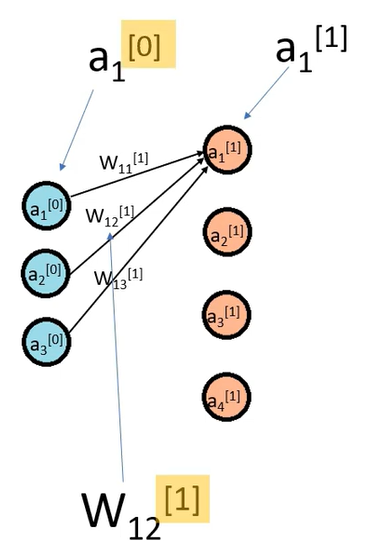 a₁[0]
a₁[1]
a₁[1]
W₁₁[1]
a₁[0]
W₁₂[1]
a₂[1]
a₂[0]
W₁₃[1]
a₃[1]
a₃[0]
a₄[1]
W₁₂[1]